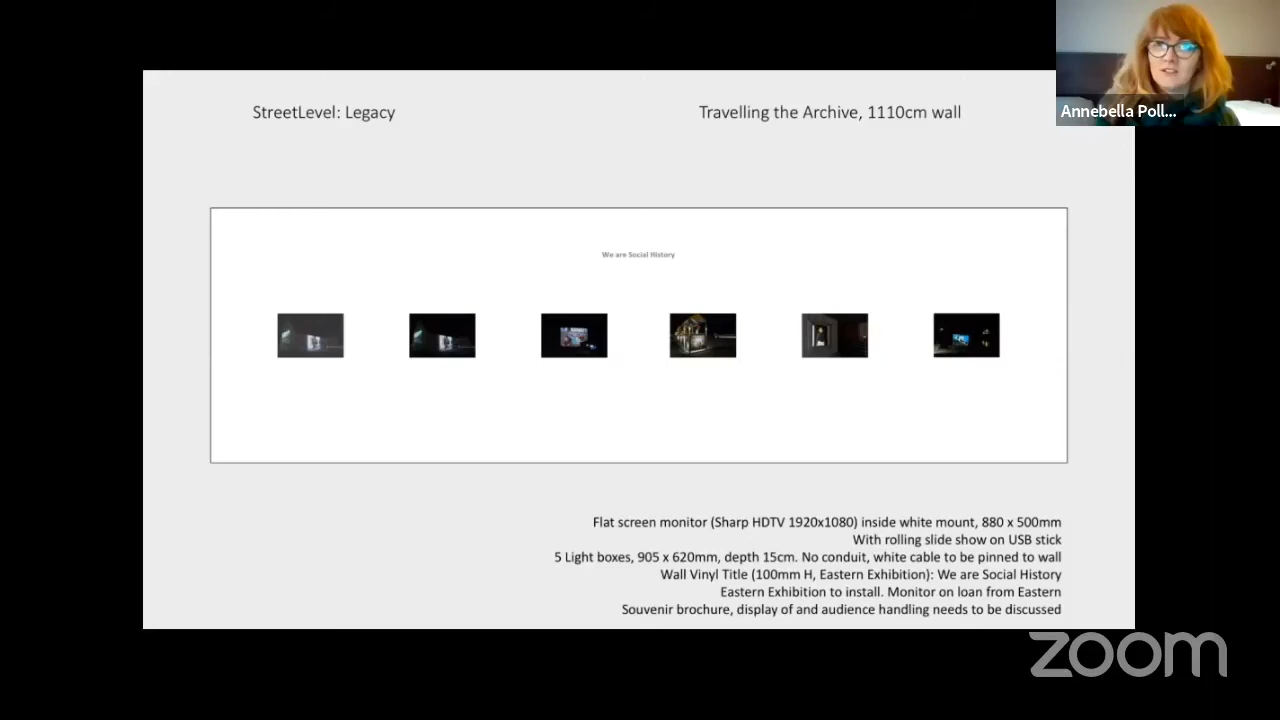 StreetLevel: Legacy
Travelling the Archive, 1110cm wall
Annebella Poll...
We are Social History
Flat screen monitor (Sharp HDTV 1920x1080) inside white mount, 880 x 500mm
With rolling slide show on USB stick
5 Light boxes, 905 x 620mm, depth 15cm. No conduit, white cable to be pinned to wall
Wall Vinyl Title (100mm H, Eastern Exhibition): We are Social History
Eastern Exhibition to install. Monitor on loan from Eastern
Souvenir brochure, display of and audience handling needs to be discussed
zoom